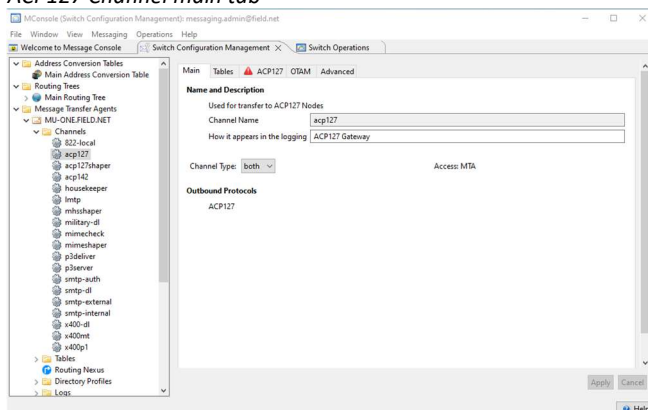 ACP127 Channel main tab
MConsole (Switch Configuration Management): messaging.admin@field.net
File Window View Messaging Operations Help
Welcome to Message Console Switch Configuration Management Switch Operations
Address Conversion Tables
Main Address Conversion Table
Routing Trees
Main Routing Tree
Message Transfer Agents
MU-ONE.FIELD.NET
Channels
822-local
acp127
acp127shaper
acp142
housekeeper
lmtp
mhsshaper
military-dl
mimecheck
mimeshaper
p3deliver
p3server
smtp-auth
smtp-dl
smtp-external
smtp-internal
x400-dl
x400mt
x400p1
Tables
Routing Nexus
Directory Profiles
Logs
Main Tables ACP127 OTAM Advanced
Name and Description
Used for transfer to ACP127 Nodes
Channel Name acp127
How it appears in the logging ACP127 Gateway
Channel Type: both Access: MTA
Outbound Protocols
ACP127
Apply Cancel
Help